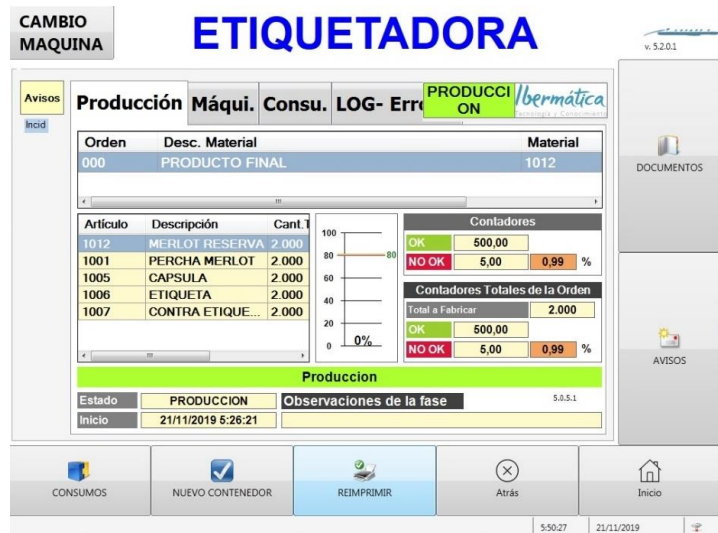 CAMBIO
MAQUINA
ETIQUETADORA
v. 5.2.0.1
Avisos
Incid
Producción Máqui. Consu. LOG- Erro
PRODUCCI
ON
Ibermática
Tecnología y Conocimiento
Orden Desc. Material Material
000 PRODUCTO FINAL 1012
Artículo Descripción Cant.T
1012 MERLOT RESERVA 2.000
1001 PERCHA MERLOT 2.000
1005 CAPSULA 2.000
1006 ETIQUETA 2.000
1007 CONTRA ETIQUE... 2.000
100
80 80
60
40
20
0 0%
Contadores
OK 500,00
NO OK 5,00 0,99 %
Contadores Totales de la Orden
Total a Fabricar 2.000
OK 500,00
NO OK 5,00 0,99 %
Produccion
Estado PRODUCCION Observaciones de la fase 5.0.5.1
Inicio 21/11/2019 5:26:21
DOCUMENTOS
AVISOS
CONSUMOS NUEVO CONTENEDOR REIMPRIMIR Atrás Inicio
5:50:27 21/11/2019